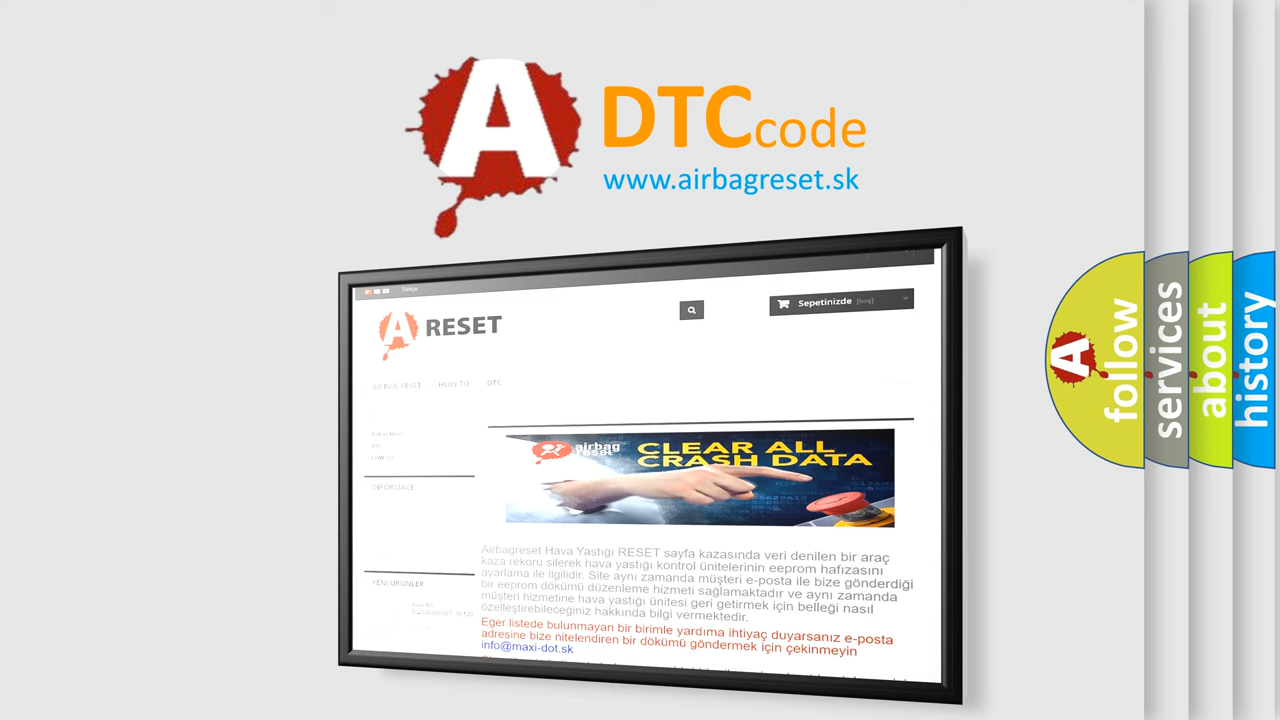 A
DTCcode
www.airbagreset.sk
Türkçe
A RESET
Sepetinizde [boş]
AIRBAG RESET HOW TO DTC
airbag
reset
CLEAR ALL
CRASH DATA
INFORMACE
Airbagreset Hava Yastığı RESET sayfa kazasında veri denilen bir araç
kaza rekoru silerek hava yastığı kontrol ünitelerinin eeprom hafızasını
ayarlama ile ilgilidir. Site aynı zamanda müşteri e-posta ile bize gönderdiği
bir eeprom dökümü düzenleme hizmeti sağlamaktadır ve aynı zamanda
müşteri hizmetine hava yastığı ünitesi geri getirmek için belleği nasıl
özelleştirebileceğiniz hakkında bilgi vermektedir.
Eğer listede bulunmayan bir birimle yardıma ihtiyaç duyarsanız e-posta
adresine bize nitelendiren bir dökümü göndermek için çekinmeyin
info@maxi-dot.sk
YENI ÜRÜNLER
A
follow
services
about
history